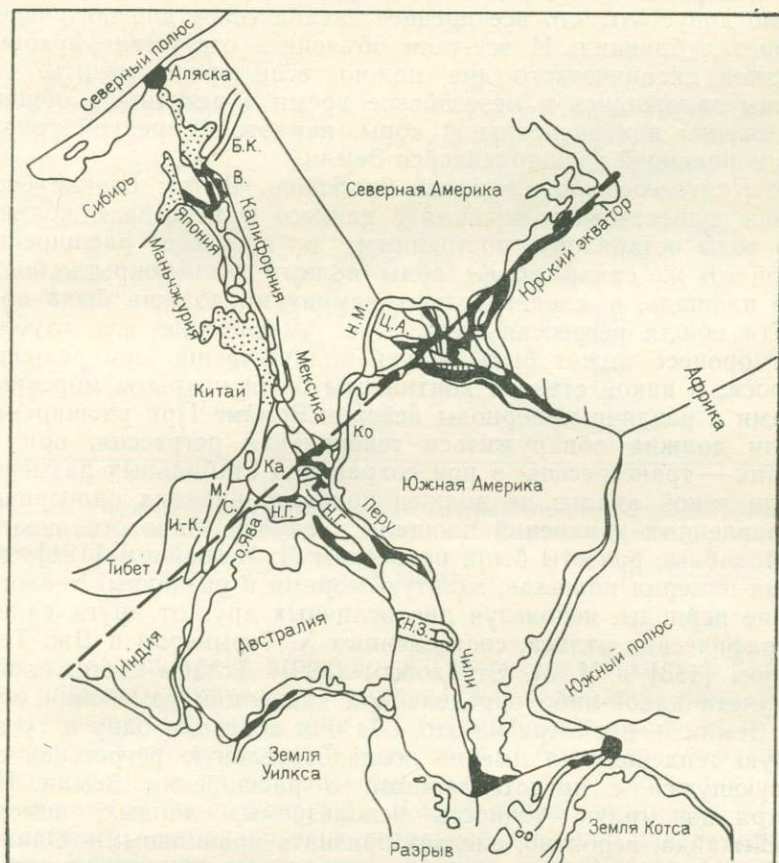 Северный полюс
Аляска
Сибирь
Б.К.
В.
Япония
Калифорния
Манчжурия
Северная Америка
Юрский экватор
Н.М.
Ц.А.
Китай
Мексика
Африка
Ко
Ка
Южная Америка
М.
С.
Н.Г.
Н.
Перу
И.-К.
о. Ява
Тибет
Индия
Австралия
Н.З.
Чили
Южный полюс
Земля
Уилкса
Земля Котса
Разрыв